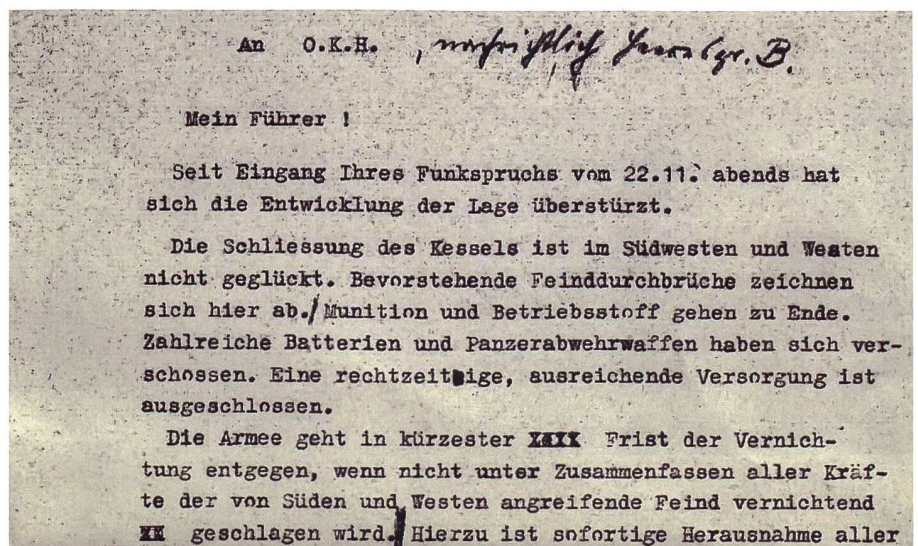 An O.K.H. , nachrichtlich Heeresgr. B.
Mein Führer !
Seit Eingang Ihres Funkspruchs vom 22.11. abends hat
sich die Entwicklung der Lage überstürzt.
Die Schliessung des Kessels ist im Südwesten und Westen
nicht geglückt. Bevorstehende Feinddurchbrüche zeichnen
sich hier ab./ Munition und Betriebsstoff gehen zu Ende.
Zahlreiche Batterien und Panzerabwehrwaffen haben sich ver-
schossen. Eine rechtzeitige, ausreichende Versorgung ist
ausgeschlossen.
Die Armee geht in kürzester Frist der Vernich-
tung entgegen, wenn nicht unter Zusammenfassen aller Kräf-
te der von Süden und Westen angreifende Feind vernichtend
geschlagen wird./ Hierzu ist sofortige Herausnahme aller